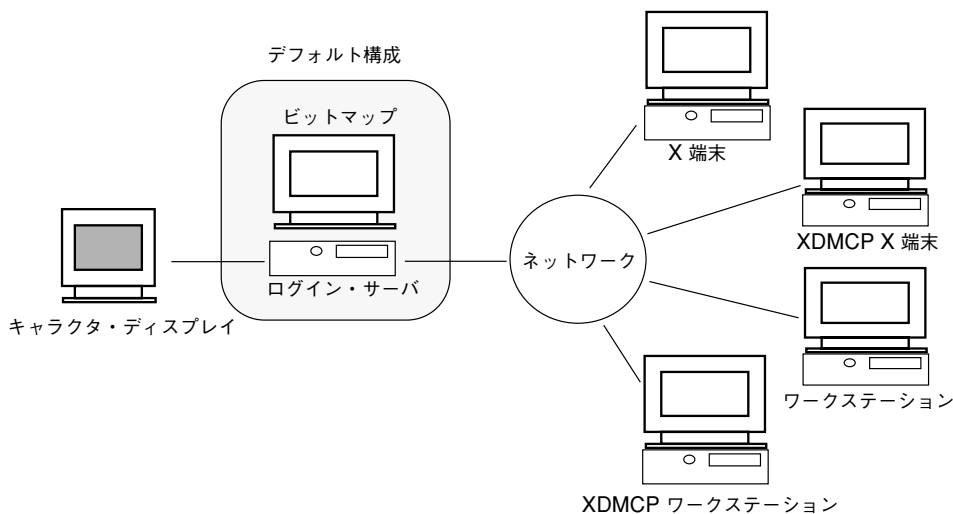 デフォルト構成
ビットマップ
ログイン・サーバ
キャラクタ・ディスプレイ
ネットワーク
X 端末
XDMCP X 端末
ワークステーション
XDMCP ワークステーション